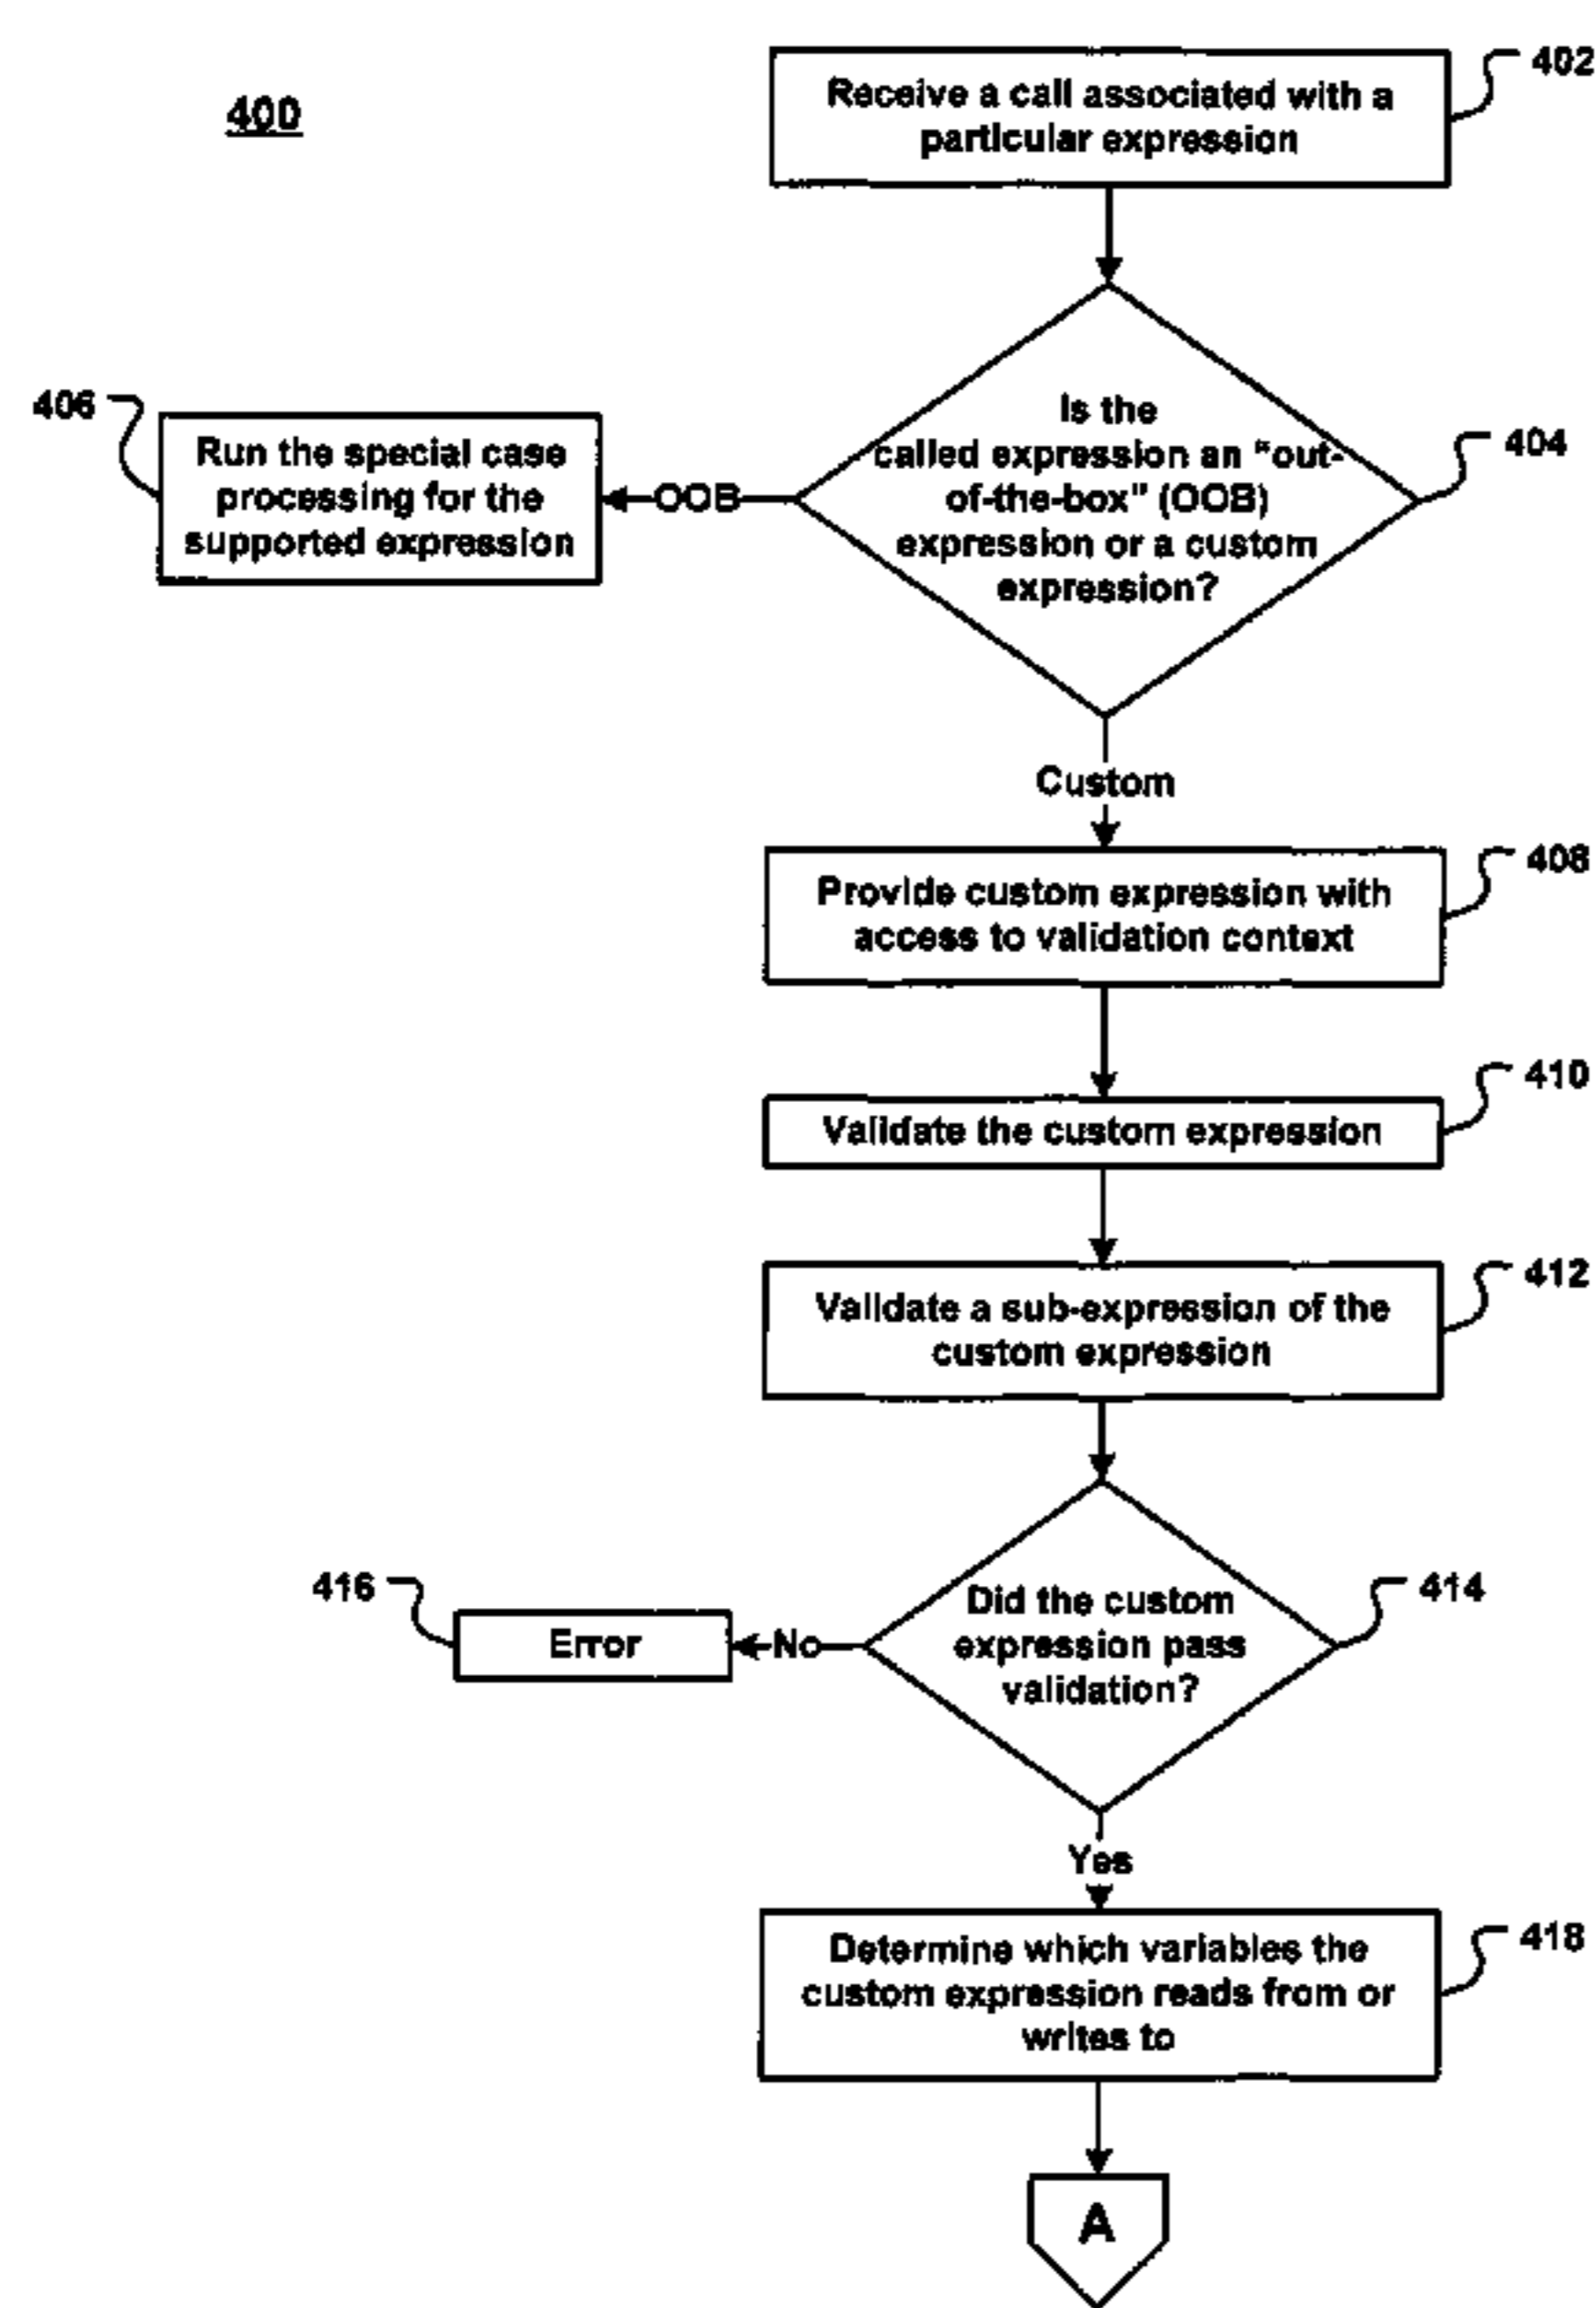 400
402
Receive a call associated with a
particular expression
404
Is the
called expression an “out-
of-the-box” (OOB)
expression or a custom
expression?
OOB
406
Run the special case
processing for the
supported expression
Custom
408
Provide custom expression with
access to validation context
410
Validate the custom expression
412
Validate a sub-expression of the
custom expression
414
Did the custom
expression pass
validation?
No
416
Error
Yes
418
Determine which variables the
custom expression reads from or
writes to
A